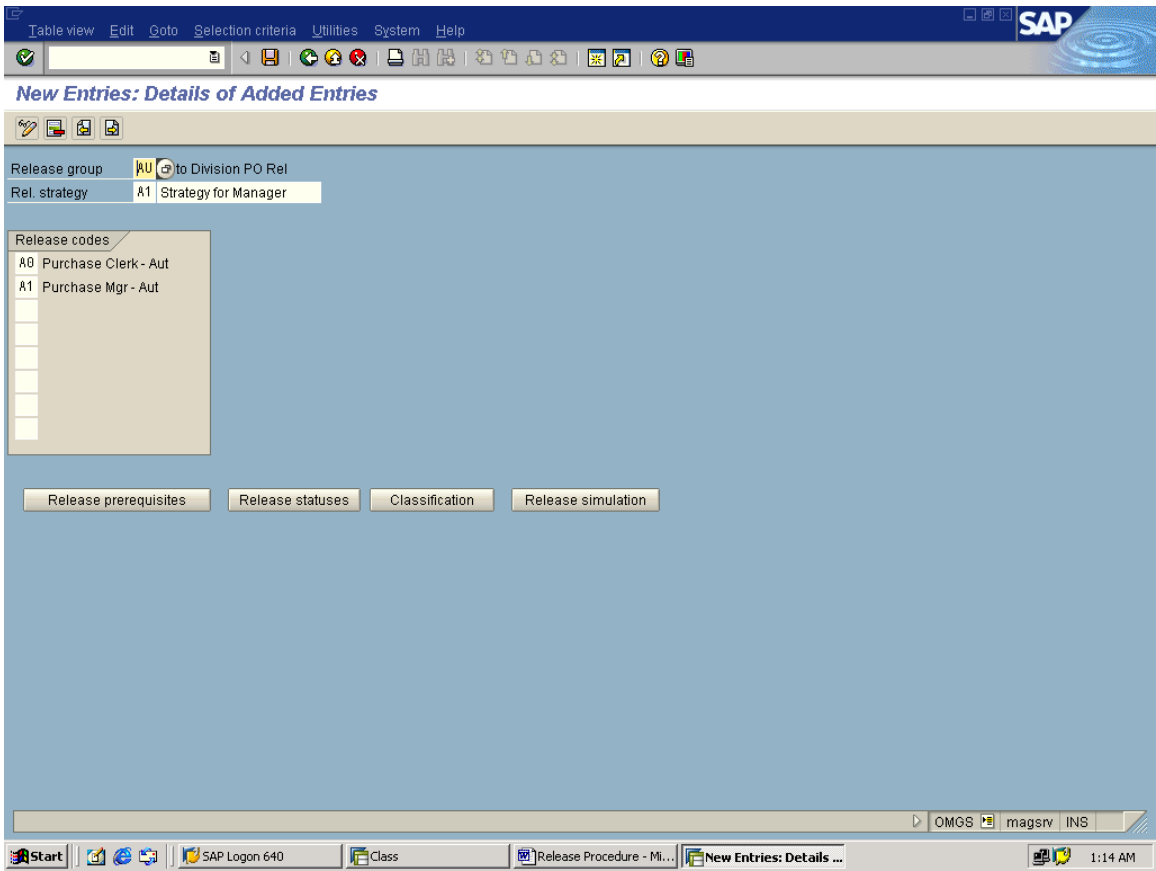 Table view Edit Goto Selection criteria Utilities System Help
SAP
New Entries: Details of Added Entries
Release group AU to Division PO Rel
Rel. strategy A1 Strategy for Manager
Release codes
A0 Purchase Clerk - Aut
A1 Purchase Mgr - Aut
Release prerequisites Release statuses Classification Release simulation
OMGS magsrv INS
Start SAP Logon 640 Class Release Procedure - Mi... New Entries: Details ... 1:14 AM